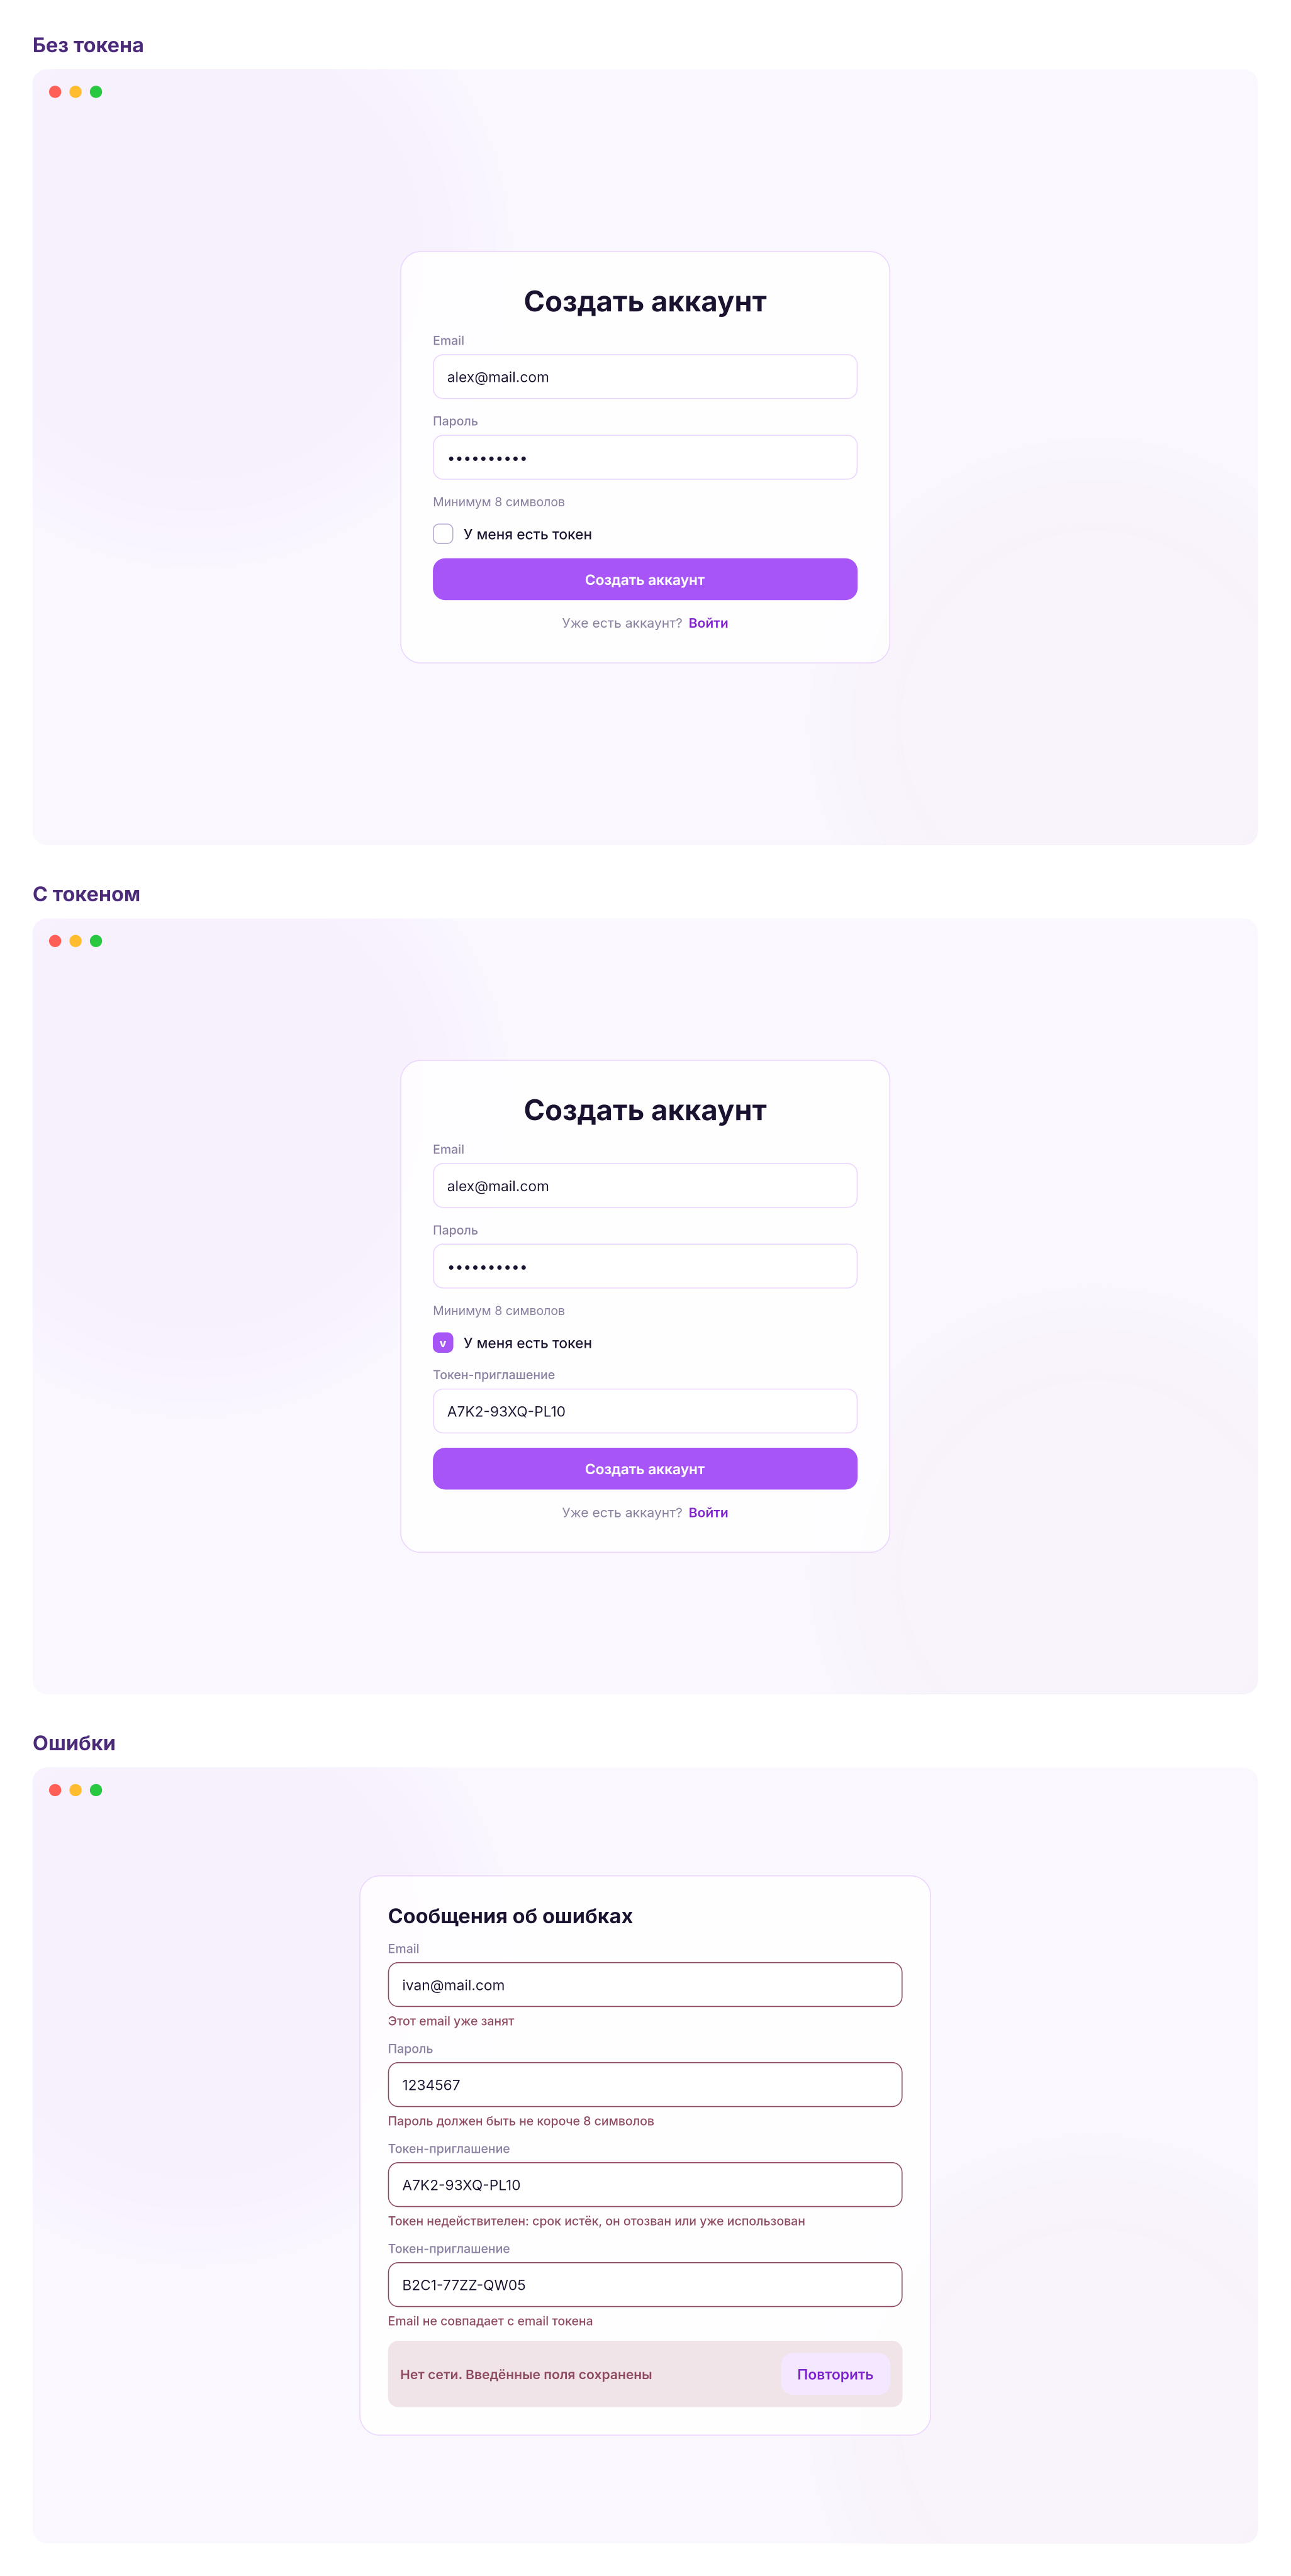 Без токена
Создать аккаунт
Email
alex@mail.com
Пароль
••••••••••
Минимум 8 символов
У меня есть токен
Создать аккаунт
Уже есть аккаунт? Войти
С токеном
Создать аккаунт
Email
alex@mail.com
Пароль
••••••••••
Минимум 8 символов
v У меня есть токен
Токен-приглашение
A7K2-93XQ-PL10
Создать аккаунт
Уже есть аккаунт? Войти
Ошибки
Сообщения об ошибках
Email
ivan@mail.com
Этот email уже занят
Пароль
1234567
Пароль должен быть не короче 8 символов
Токен-приглашение
A7K2-93XQ-PL10
Токен недействителен: срок истёк, он отозван или уже использован
Токен-приглашение
B2C1-77ZZ-QW05
Email не совпадает с email токена
Нет сети. Введённые поля сохранены Повторить